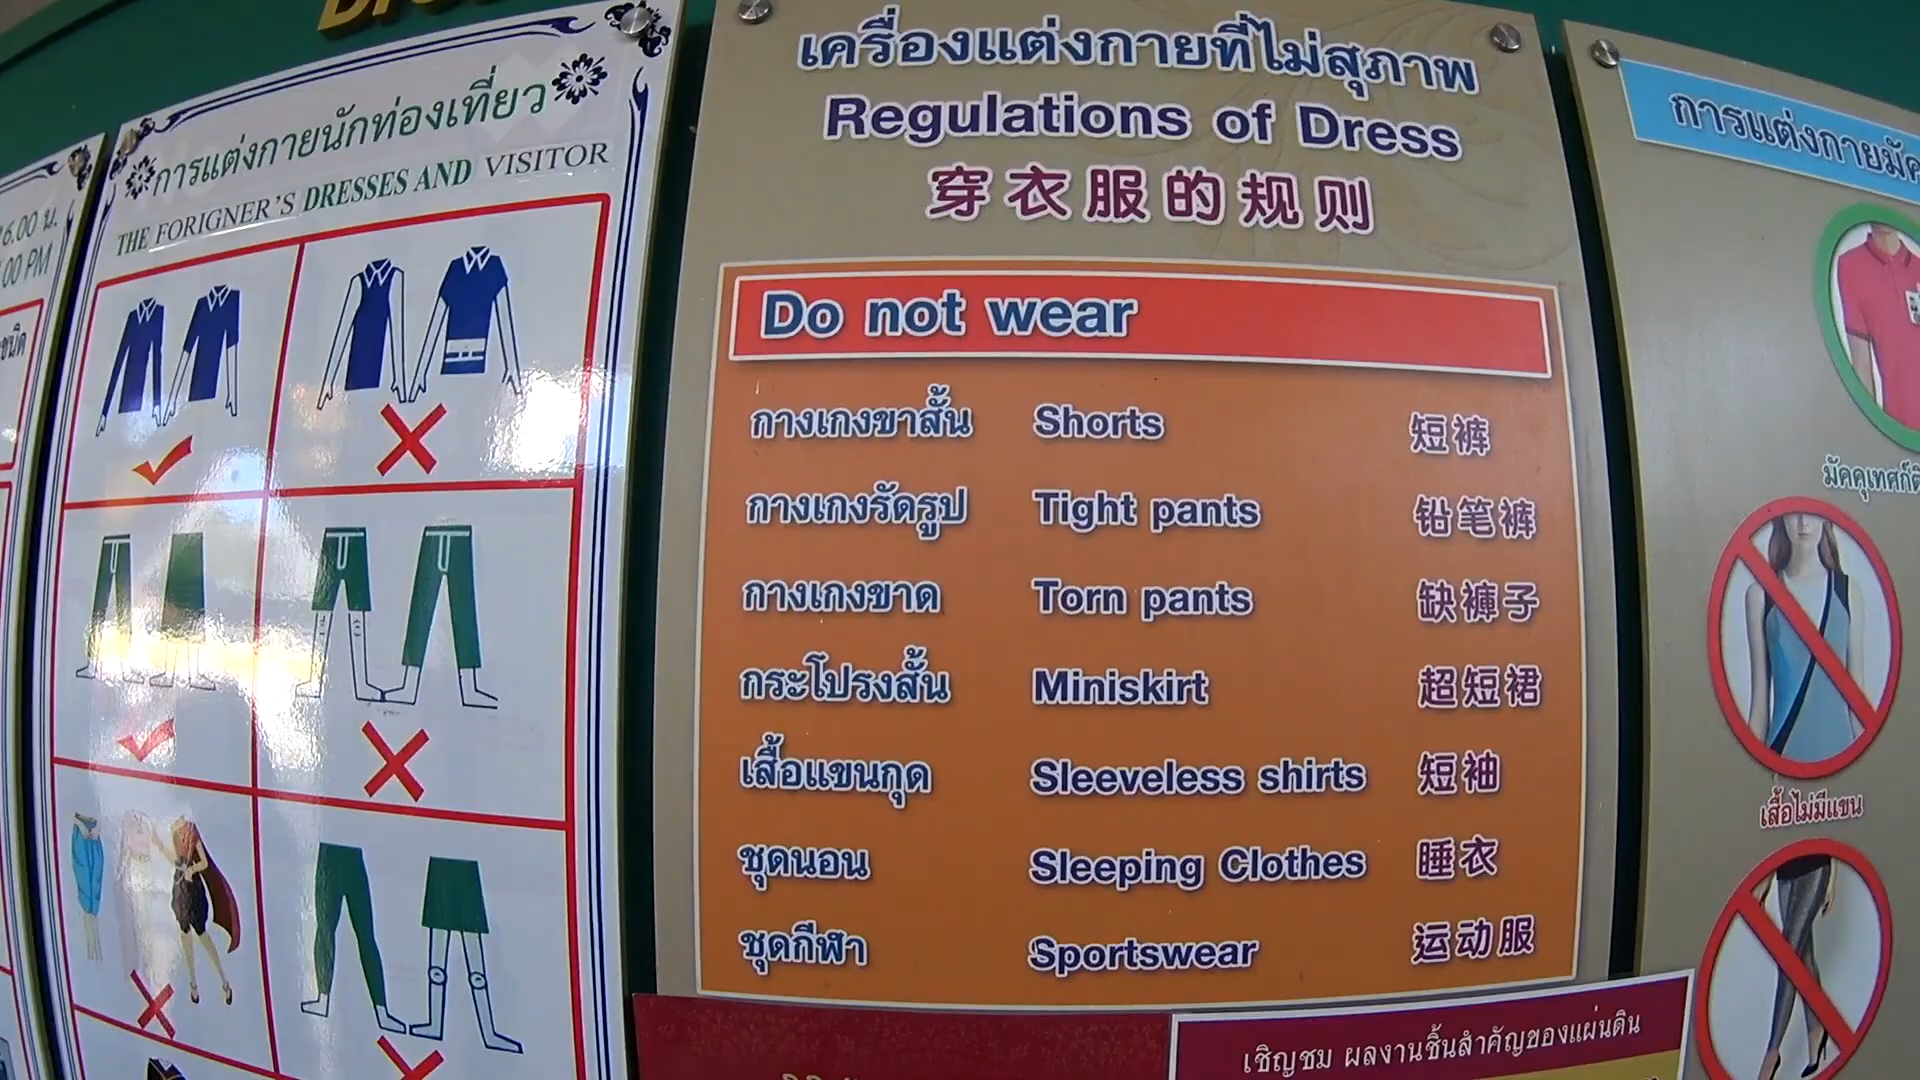 6.00 น.
.00 PM
การแต่งกายนักท่องเที่ยว
THE FORIGNER'S DRESSES AND VISITOR
เครื่องแต่งกายที่ไม่สุภาพ
Regulations of Dress
穿衣服的规则
Do not wear
กางเกงขาสั้น Shorts 短裤
กางเกงรัดรูป Tight pants 铅笔裤
กางเกงขาด Torn pants 缺褲子
กระโปรงสั้น Miniskirt 超短裙
เสื้อแขนกุด Sleeveless shirts 短袖
ชุดนอน Sleeping Clothes 睡衣
ชุดกีฬา Sportswear 运动服
เชิญชม ผลงานชิ้นสำคัญของแผ่นดิน
การแต่งกายมัค
มัคคุเทศก์ติ
เสื้อไม่มีแขน